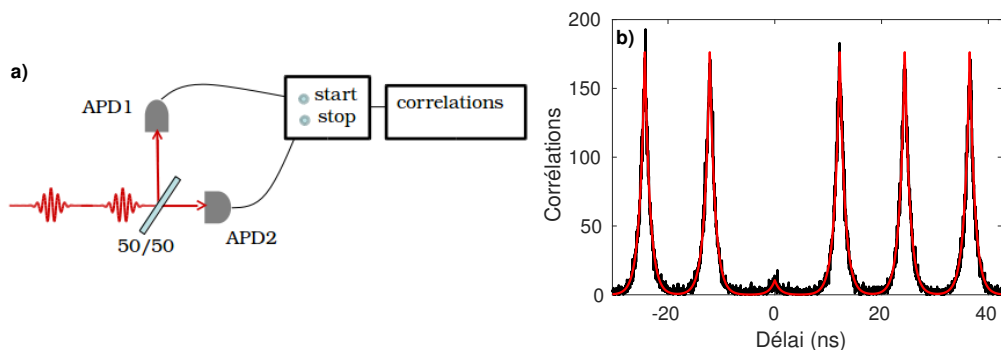 a)
APD1
start
stop
correlations
50/50
APD2
b)
Corrélations
200
150
100
50
0
-20
0
20
40
Délai (ns)